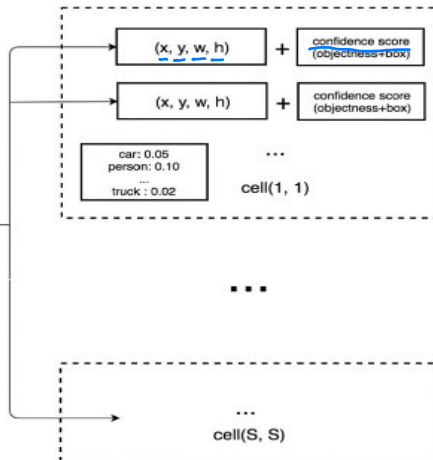 (x, y, w, h) + confidence score
(objectness+box)
(x, y, w, h) + confidence score
(objectness+box)
car: 0.05
person: 0.10
...
truck : 0.02
...
cell(1, 1)
...
...
cell(S, S)